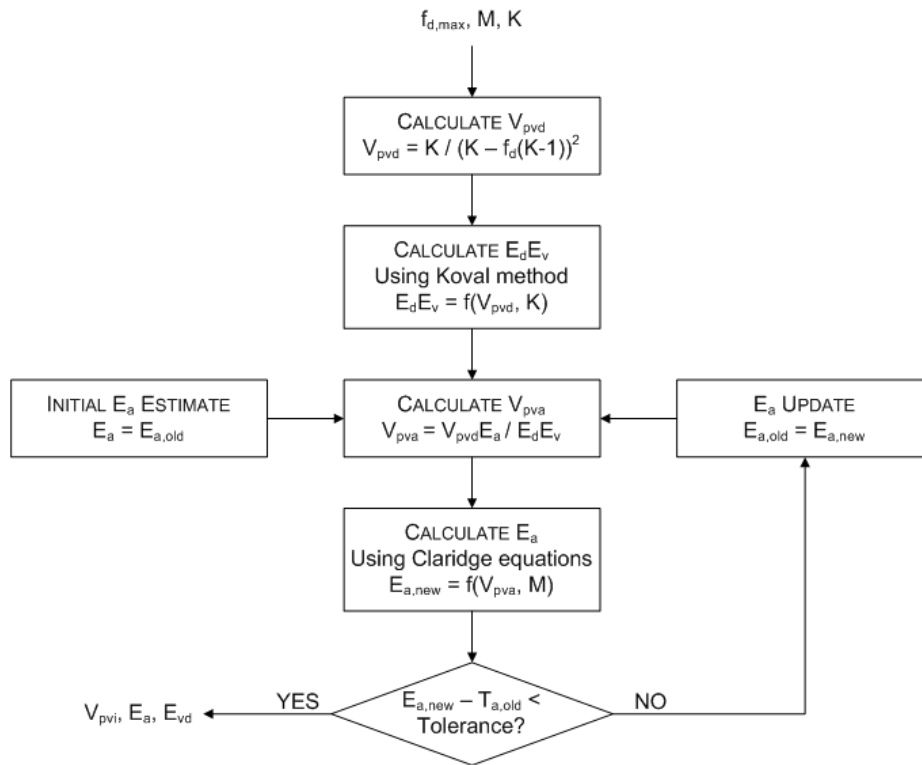 f_d,max, M, K
CALCULATE V_pvd
V_pvd = K / (K – f_d(K-1))²
CALCULATE E_dE_v
Using Koval method
E_dE_v = f(V_pvd, K)
INITIAL E_a ESTIMATE
E_a = E_a,old
CALCULATE V_pva
V_pva = V_pvdE_a / E_dE_v
E_a UPDATE
E_a,old = E_a,new
CALCULATE E_a
Using Claridge equations
E_a,new = f(V_pva, M)
E_a,new – T_a,old <
Tolerance?
YES
NO
V_pvi, E_a, E_vd